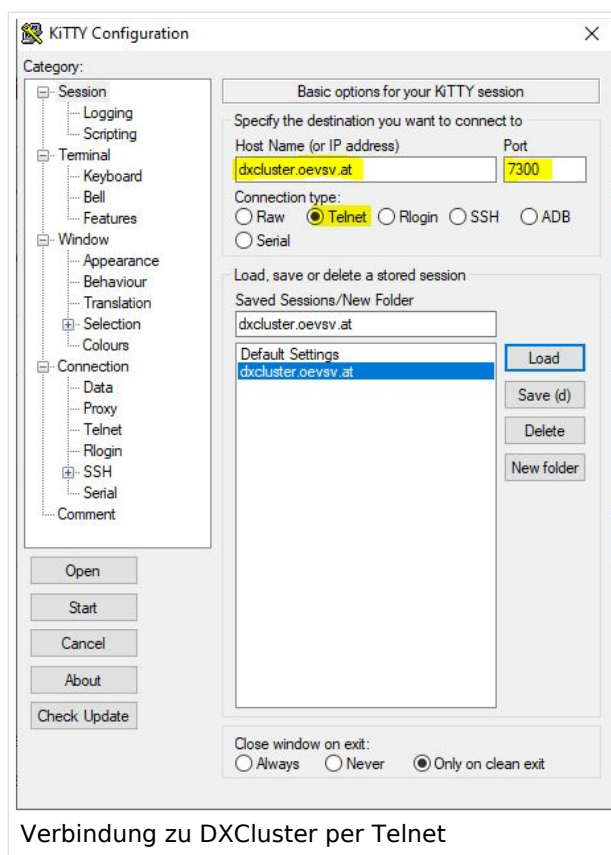 KiTTY Configuration
Category:
Session
Logging
Scripting
Terminal
Keyboard
Bell
Features
Window
Appearance
Behaviour
Translation
Selection
Colours
Connection
Data
Proxy
Telnet
Rlogin
SSH
Serial
Comment
Open
Start
Cancel
About
Check Update
Basic options for your KiTTY session
Specify the destination you want to connect to
Host Name (or IP address) Port
dxcluster.oevsv.at 7300
Connection type:
Raw Telnet Rlogin SSH ADB
Serial
Load, save or delete a stored session
Saved Sessions/New Folder
dxcluster.oevsv.at
Default Settings
dxcluster.oevsv.at
Load
Save (d)
Delete
New folder
Close window on exit:
Always Never Only on clean exit
Verbindung zu DXCluster per Telnet